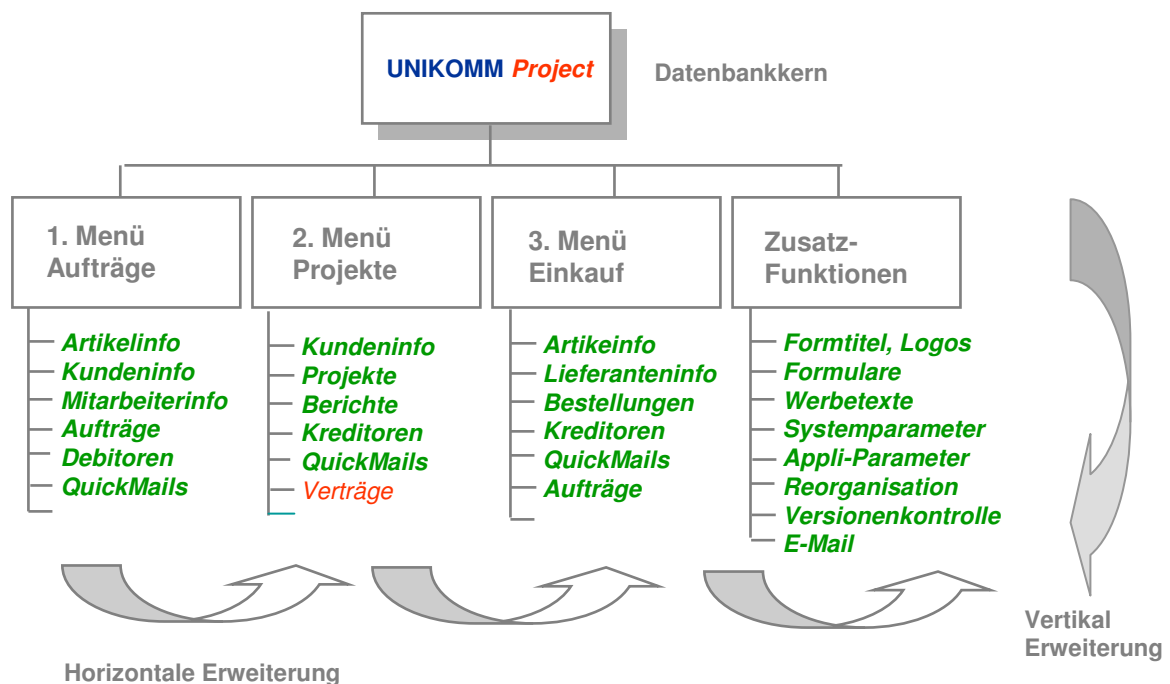 UNIKOMM Project
Datenbankkern
1. Menü
Aufträge
2. Menü
Projekte
3. Menü
Einkauf
Zusatz-
Funktionen
Artikelinfo
Kundeninfo
Mitarbeiterinfo
Aufträge
Debitoren
QuickMails
Kundeninfo
Projekte
Berichte
Kreditoren
QuickMails
Verträge
Artikeinfo
Lieferanteninfo
Bestellungen
Kreditoren
QuickMails
Aufträge
Formtitel, Logos
Formulare
Werbetexte
Systemparameter
Appli-Parameter
Reorganisation
Versionenkontrolle
E-Mail
Vertikal
Erweiterung
Horizontale Erweiterung